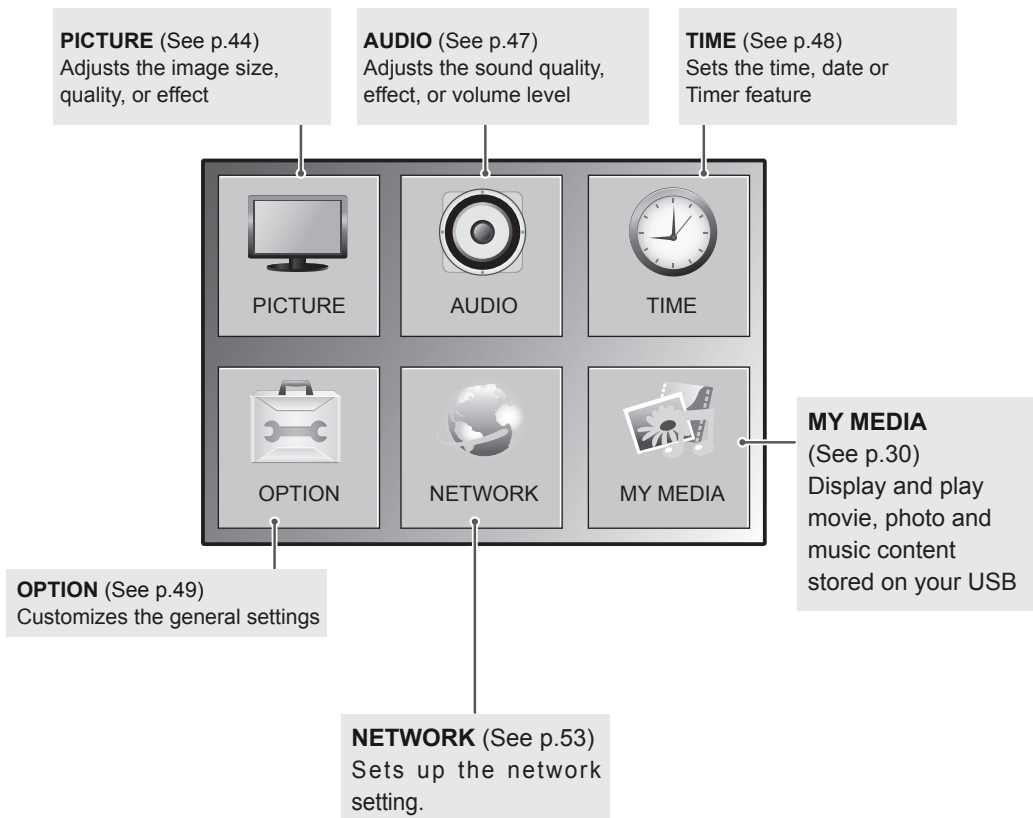 PICTURE (See p.44)
Adjusts the image size,
quality, or effect
AUDIO (See p.47)
Adjusts the sound quality,
effect, or volume level
TIME (See p.48)
Sets the time, date or
Timer feature
PICTURE
AUDIO
TIME
OPTION
NETWORK
MY MEDIA
MY MEDIA
(See p.30)
Display and play
movie, photo and
music content
stored on your USB
OPTION (See p.49)
Customizes the general settings
NETWORK (See p.53)
Sets up the network
setting.